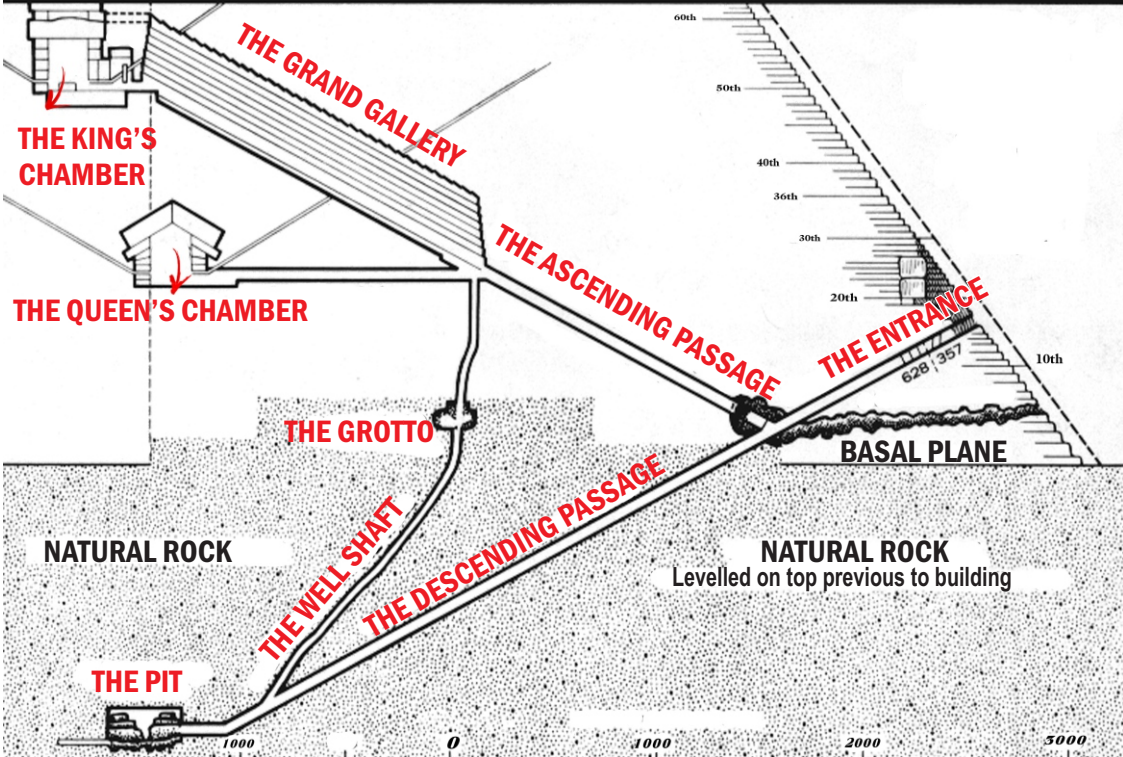 60th
THE GRAND GALLERY
50th
THE KING'S
CHAMBER
40th
36th
30th
THE ASCENDING PASSAGE
THE QUEEN'S CHAMBER
20th
THE ENTRANCE
10th
628 357
THE GROTTO
BASAL PLANE
THE DESCENDING PASSAGE
THE WELL SHAFT
NATURAL ROCK
NATURAL ROCK
Levelled on top previous to building
THE PIT
1000
0
1000
2000
3000